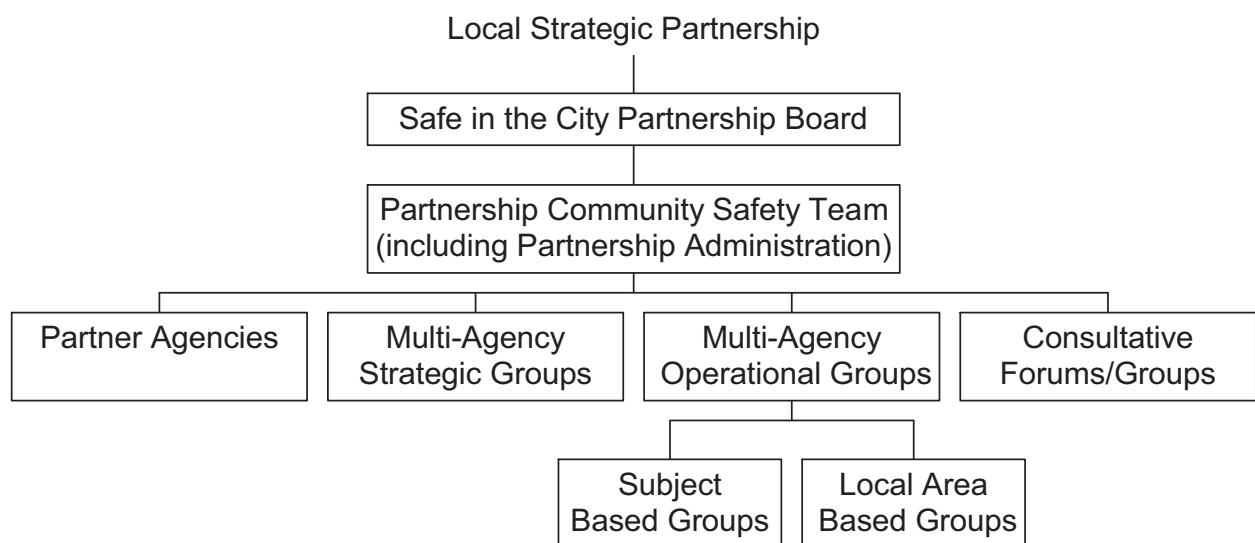 Local Strategic Partnership
Safe in the City Partnership Board
Partnership Community Safety Team
(including Partnership Administration)
Partner Agencies
Multi-Agency
Strategic Groups
Multi-Agency
Operational Groups
Consultative
Forums/Groups
Subject
Based Groups
Local Area
Based Groups